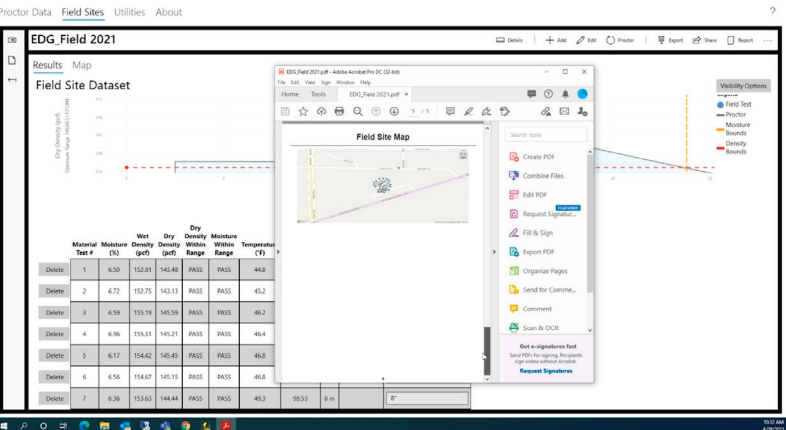 Proctor Data Field Sites Utilities About ?
EDG_Field 2021
Details Add Edit Proctor Export Share Report ...
Results Map
Field Site Dataset
Visibility Options
Field Test
Proctor
Moisture Bounds
Density Bounds
Dry Density (pcf)
EDG_Field 2021.pdf - Adobe Acrobat Pro DC (32-bit)
File Edit View Sign Window Help
Home Tools EDG_Field 2021.pdf ×
1 / 1
Field Site Map
Search tools
Create PDF
Combine Files
Edit PDF
Request Signatur...
Fill & Sign
Export PDF
Organize Pages
Send for Comme...
Comment
Scan & OCR
Get e-signatures fast
Send PDFs for signing. Recipients
sign online without Acrobat.
Request Signatures
Material Test # Moisture (%) Wet Density (pcf) Dry Density (pcf) Dry Density Within Range Moisture Within Range Temperatur (°F)
Delete 1 6.50 152.81 143.48 PASS PASS 44.8
Delete 2 6.72 152.75 143.13 PASS PASS 45.2
Delete 3 6.59 155.19 145.59 PASS PASS 46.2
Delete 4 6.96 155.31 145.21 PASS PASS 46.4
Delete 5 6.17 154.42 145.45 PASS PASS 46.8
Delete 6 6.56 154.67 145.15 PASS PASS 46.8
Delete 7 6.36 153.63 144.44 PASS PASS 49.3 98.53 8 in 8"
10:12 AM